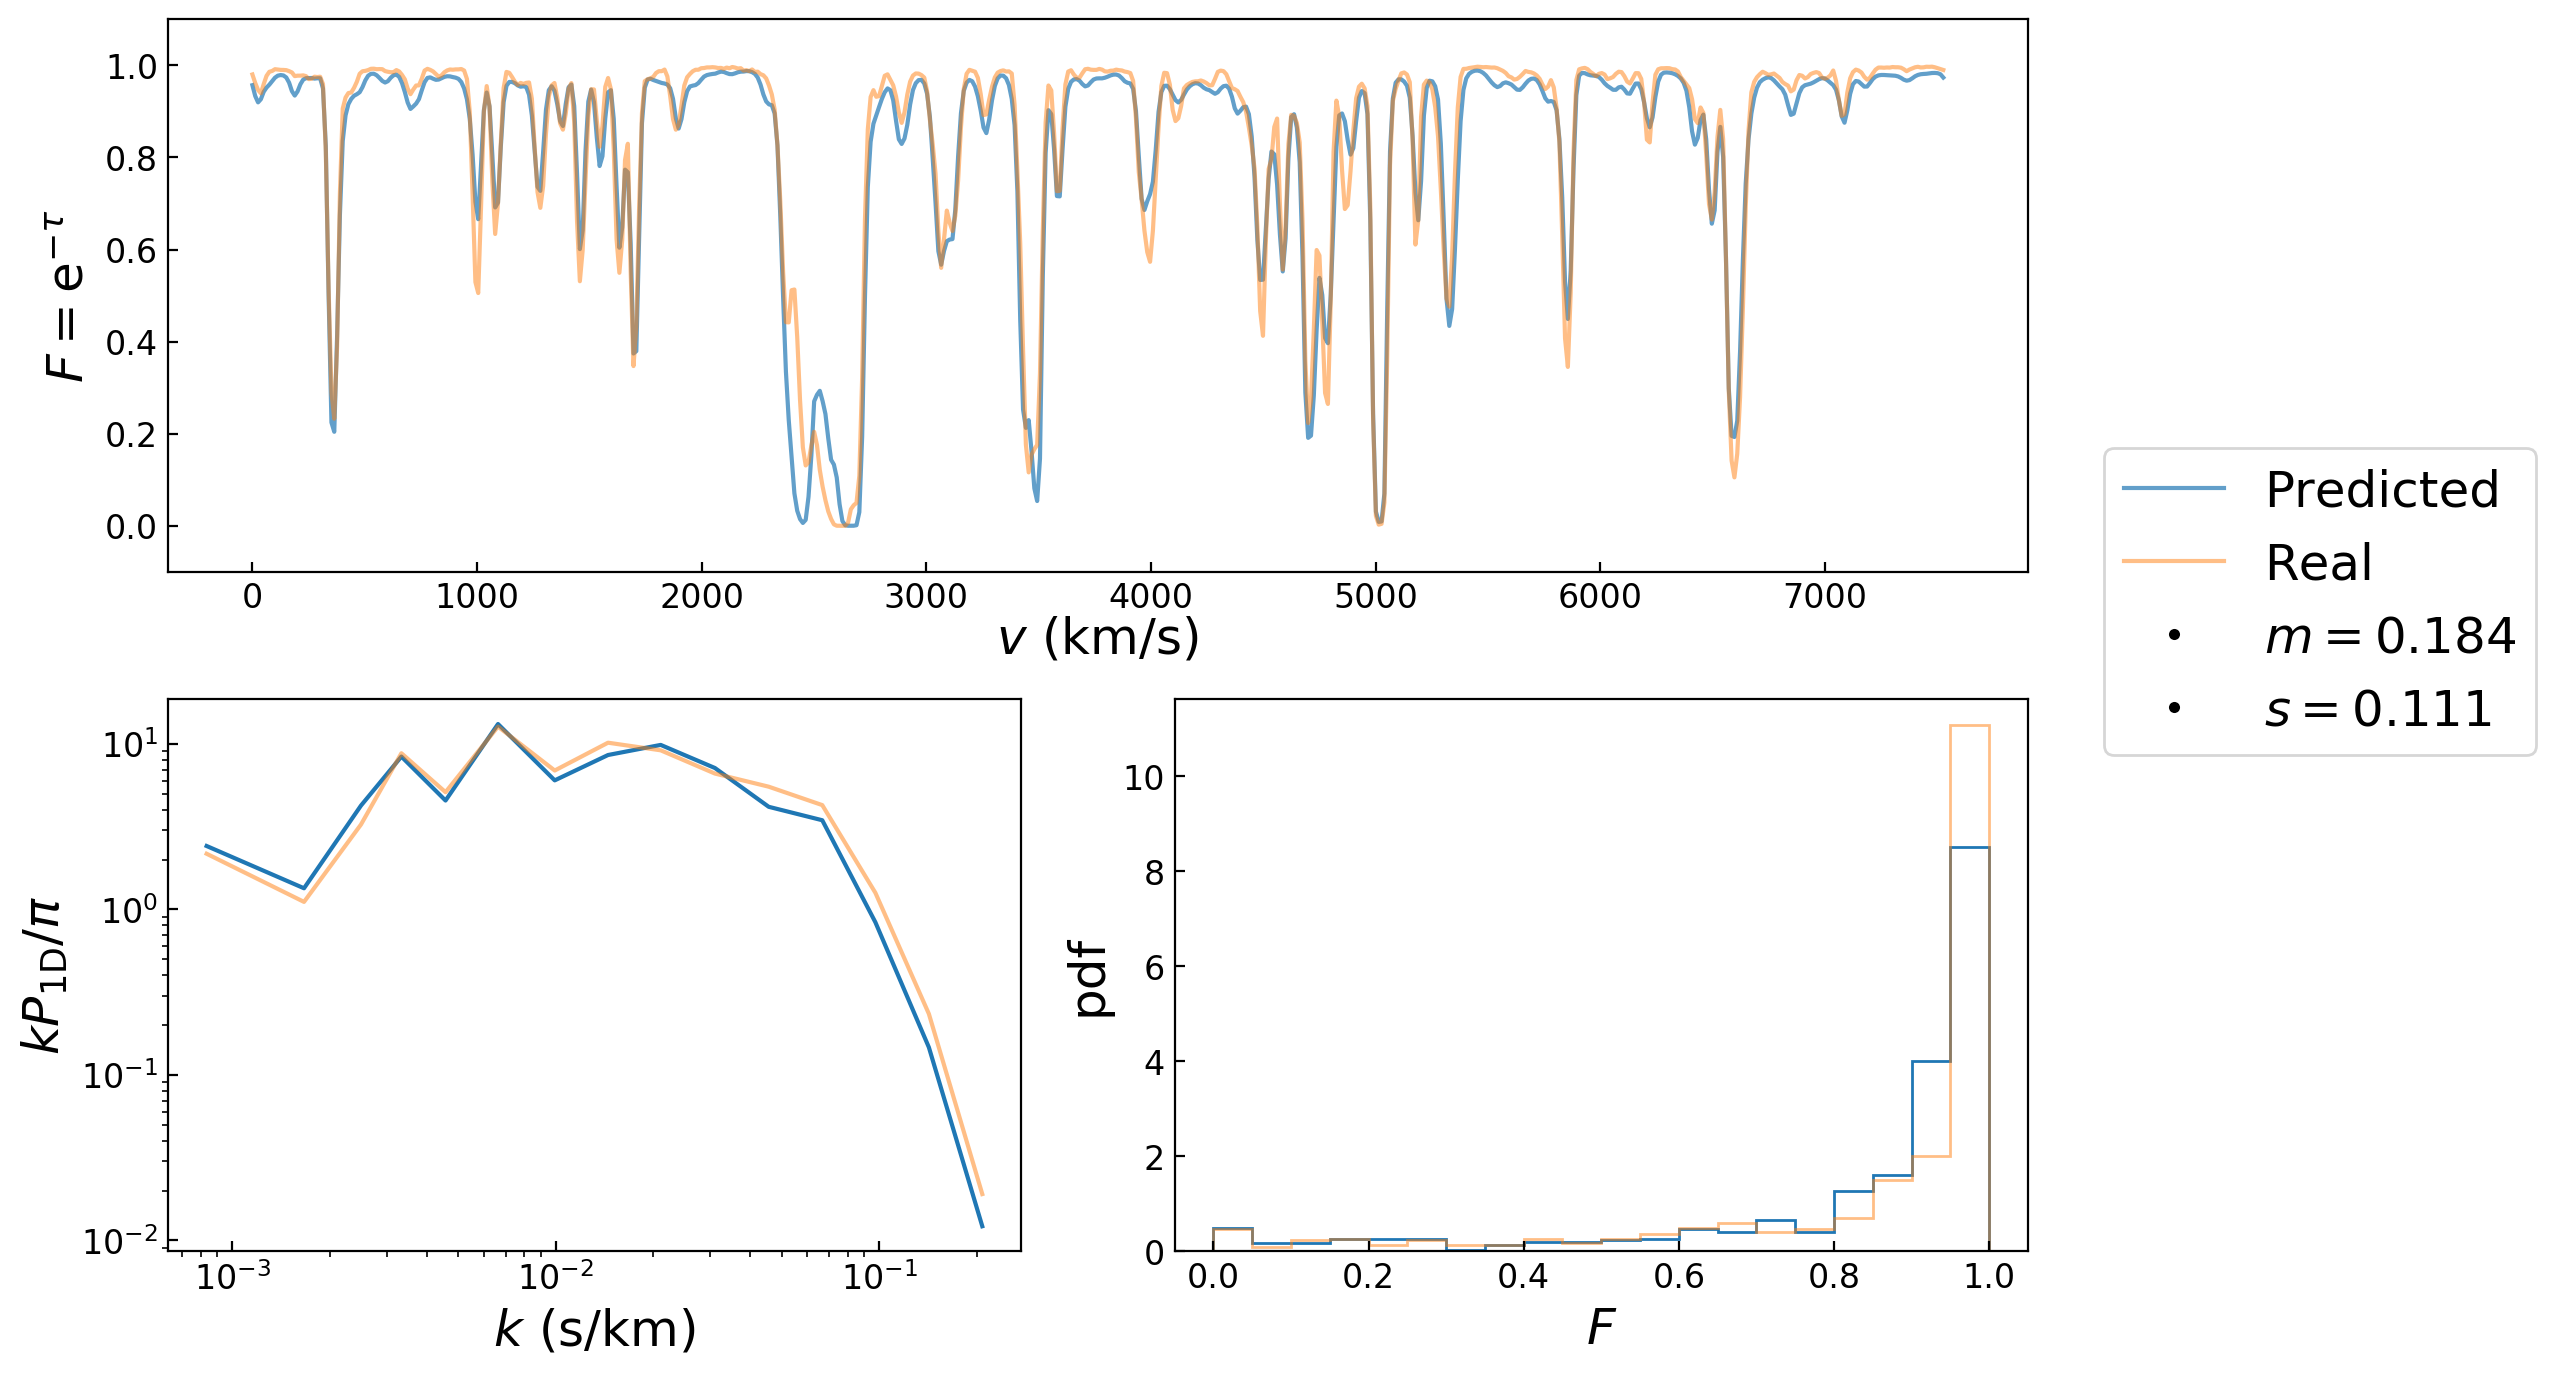 1.0
0.8
0.6
0.4
0.2
0.0
F = e^{−τ}
0 1000 2000 3000 4000 5000 6000 7000
v (km/s)
Predicted
Real
m = 0.184
s = 0.111
10^1
10^0
10^{−1}
10^{−2}
kP_{1D}/π
10^{−3} 10^{−2} 10^{−1}
k (s/km)
10
8
6
4
2
0
pdf
0.0 0.2 0.4 0.6 0.8 1.0
F